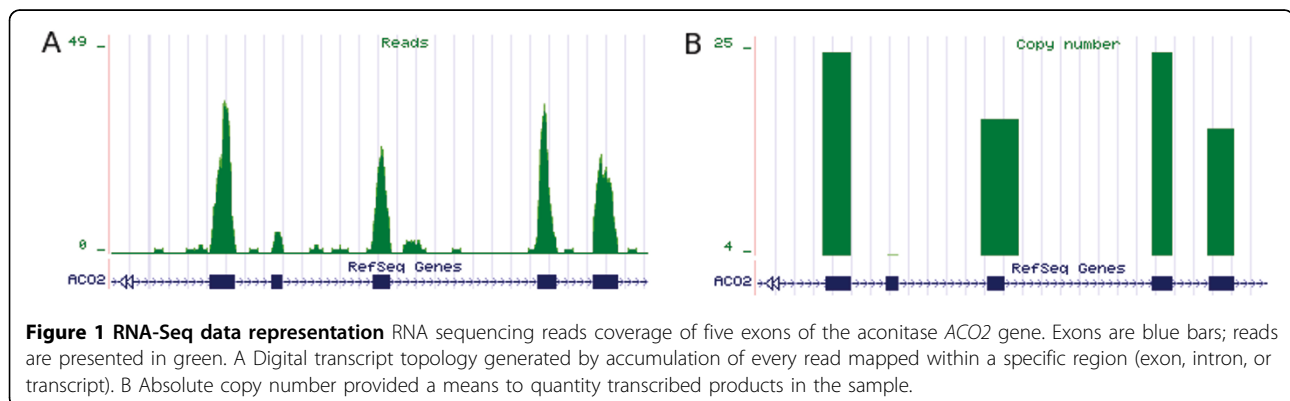 A
49
Reads
0
RefSeq Genes
ACO2
B
25
Copy number
4
RefSeq Genes
ACO2
Figure 1 RNA-Seq data representation RNA sequencing reads coverage of five exons of the aconitase ACO2 gene. Exons are blue bars; reads
are presented in green. A Digital transcript topology generated by accumulation of every read mapped within a specific region (exon, intron, or
transcript). B Absolute copy number provided a means to quantity transcribed products in the sample.